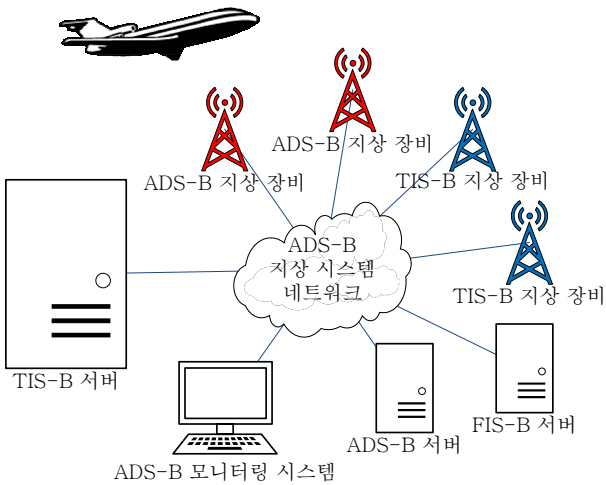 ADS-B 지상 장비
ADS-B 지상 장비
TIS-B 지상 장비
ADS-B
지상 시스템
네트워크
TIS-B 지상 장비
TIS-B 서버
FIS-B 서버
ADS-B 서버
ADS-B 모니터링 시스템